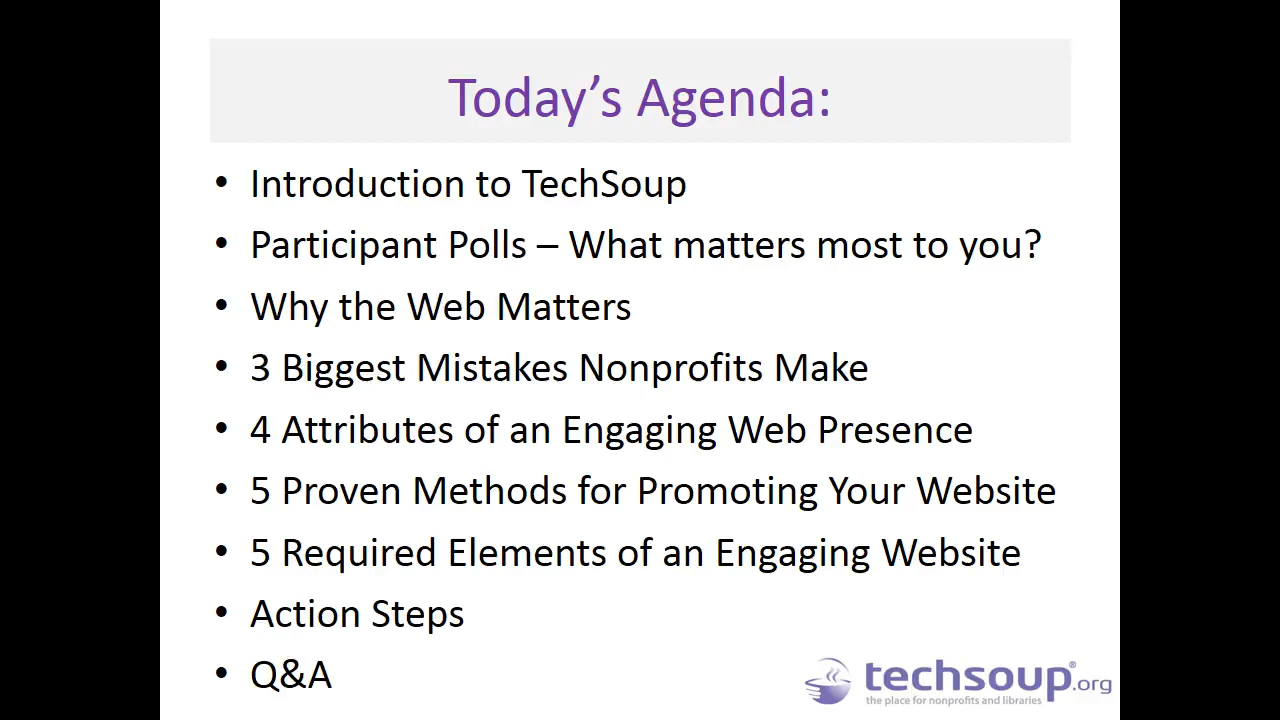 Today’s Agenda:
• Introduction to TechSoup
• Participant Polls – What matters most to you?
• Why the Web Matters
• 3 Biggest Mistakes Nonprofits Make
• 4 Attributes of an Engaging Web Presence
• 5 Proven Methods for Promoting Your Website
• 5 Required Elements of an Engaging Website
• Action Steps
• Q&A
techsoup®.org
the place for nonprofits and libraries